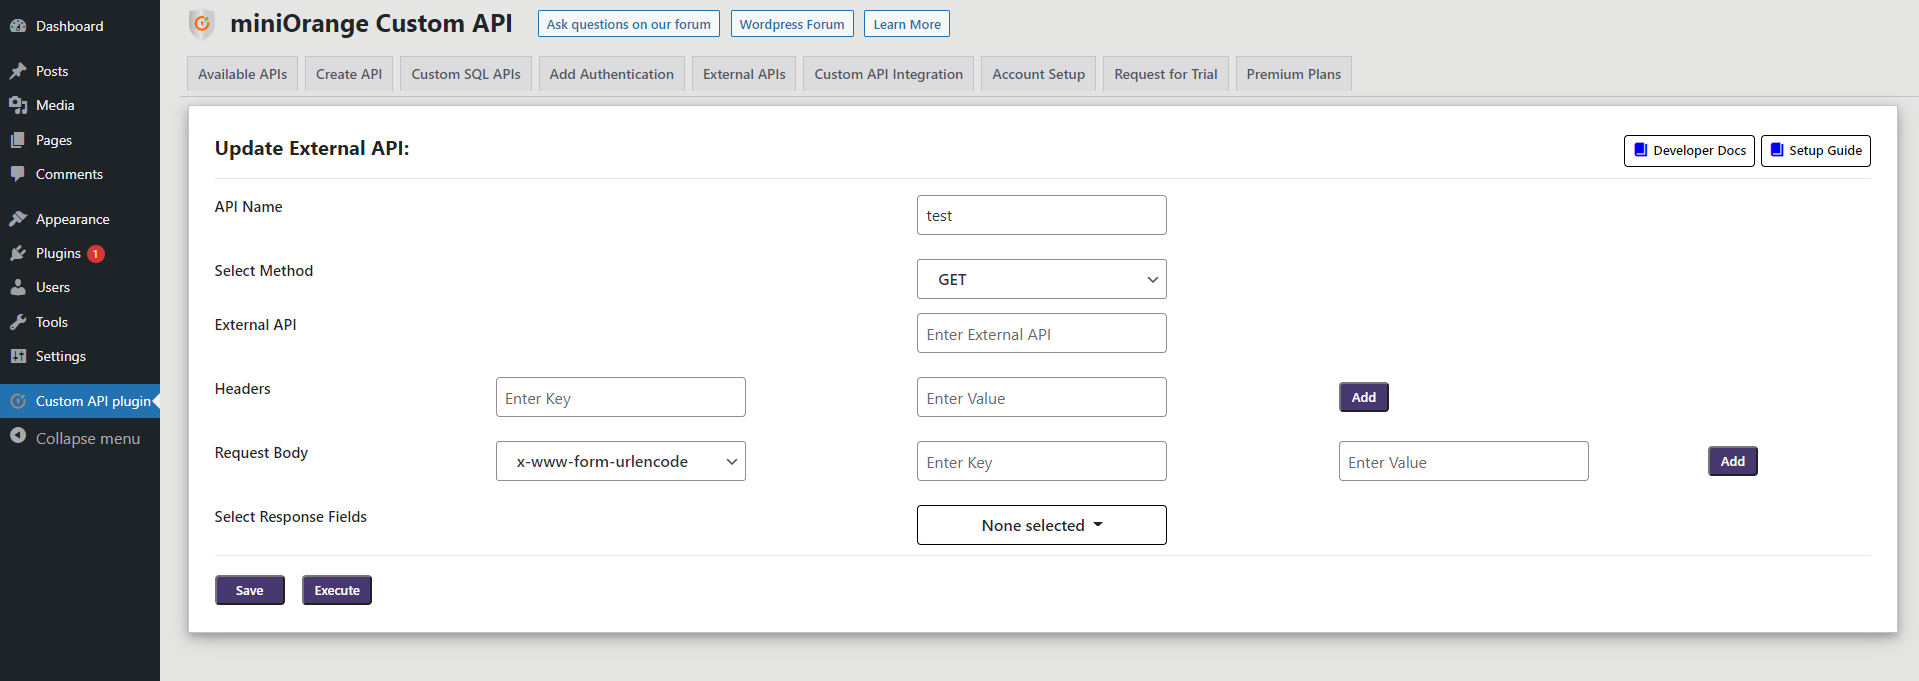 Dashboard
Posts
Media
Pages
Comments
Appearance
Plugins 1
Users
Tools
Settings
Custom API plugin
Collapse menu
miniOrange Custom API
Ask questions on our forum
Wordpress Forum
Learn More
Available APIs
Create API
Custom SQL APIs
Add Authentication
External APIs
Custom API Integration
Account Setup
Request for Trial
Premium Plans
Update External API:
Developer Docs
Setup Guide
API Name
test
Select Method
GET
External API
Enter External API
Headers
Enter Key
Enter Value
Add
Request Body
x-www-form-urlencode
Enter Key
Enter Value
Add
Select Response Fields
None selected
Save
Execute